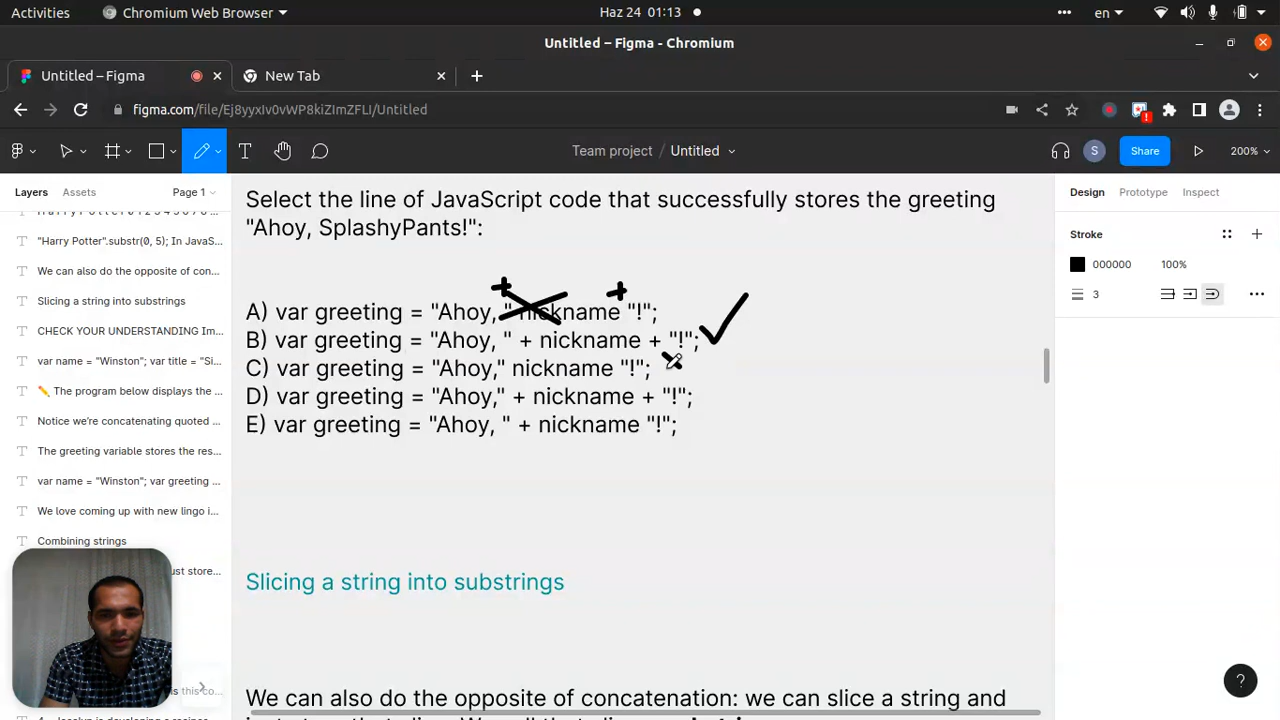 Activities Chromium Web Browser Haz 24 01:13 en
Untitled – Figma - Chromium
Untitled – Figma New Tab
figma.com/file/Ej8yyxIv0vWP8kiZImZFLI/Untitled
Team project / Untitled S Share 200%
Layers Assets Page 1
Design Prototype Inspect
"Harry Potter".substr(0, 5); In JavaS...
We can also do the opposite of con...
Slicing a string into substrings
CHECK YOUR UNDERSTANDING Im...
var name = "Winston"; var title = "Si...
✏️ The program below displays the ...
Notice we're concatenating quoted ...
The greeting variable stores the res...
var name = "Winston"; var greeting ...
We love coming up with new lingo i...
Combining strings
ust store...
is this co...
Select the line of JavaScript code that successfully stores the greeting
"Ahoy, SplashyPants!":
+ +
A) var greeting = "Ahoy, " nickname "!";
B) var greeting = "Ahoy, " + nickname + "!";
C) var greeting = "Ahoy," nickname "!";
D) var greeting = "Ahoy," + nickname + "!";
E) var greeting = "Ahoy, " + nickname "!";
Slicing a string into substrings
We can also do the opposite of concatenation: we can slice a string and
Stroke
000000 100%
3
?